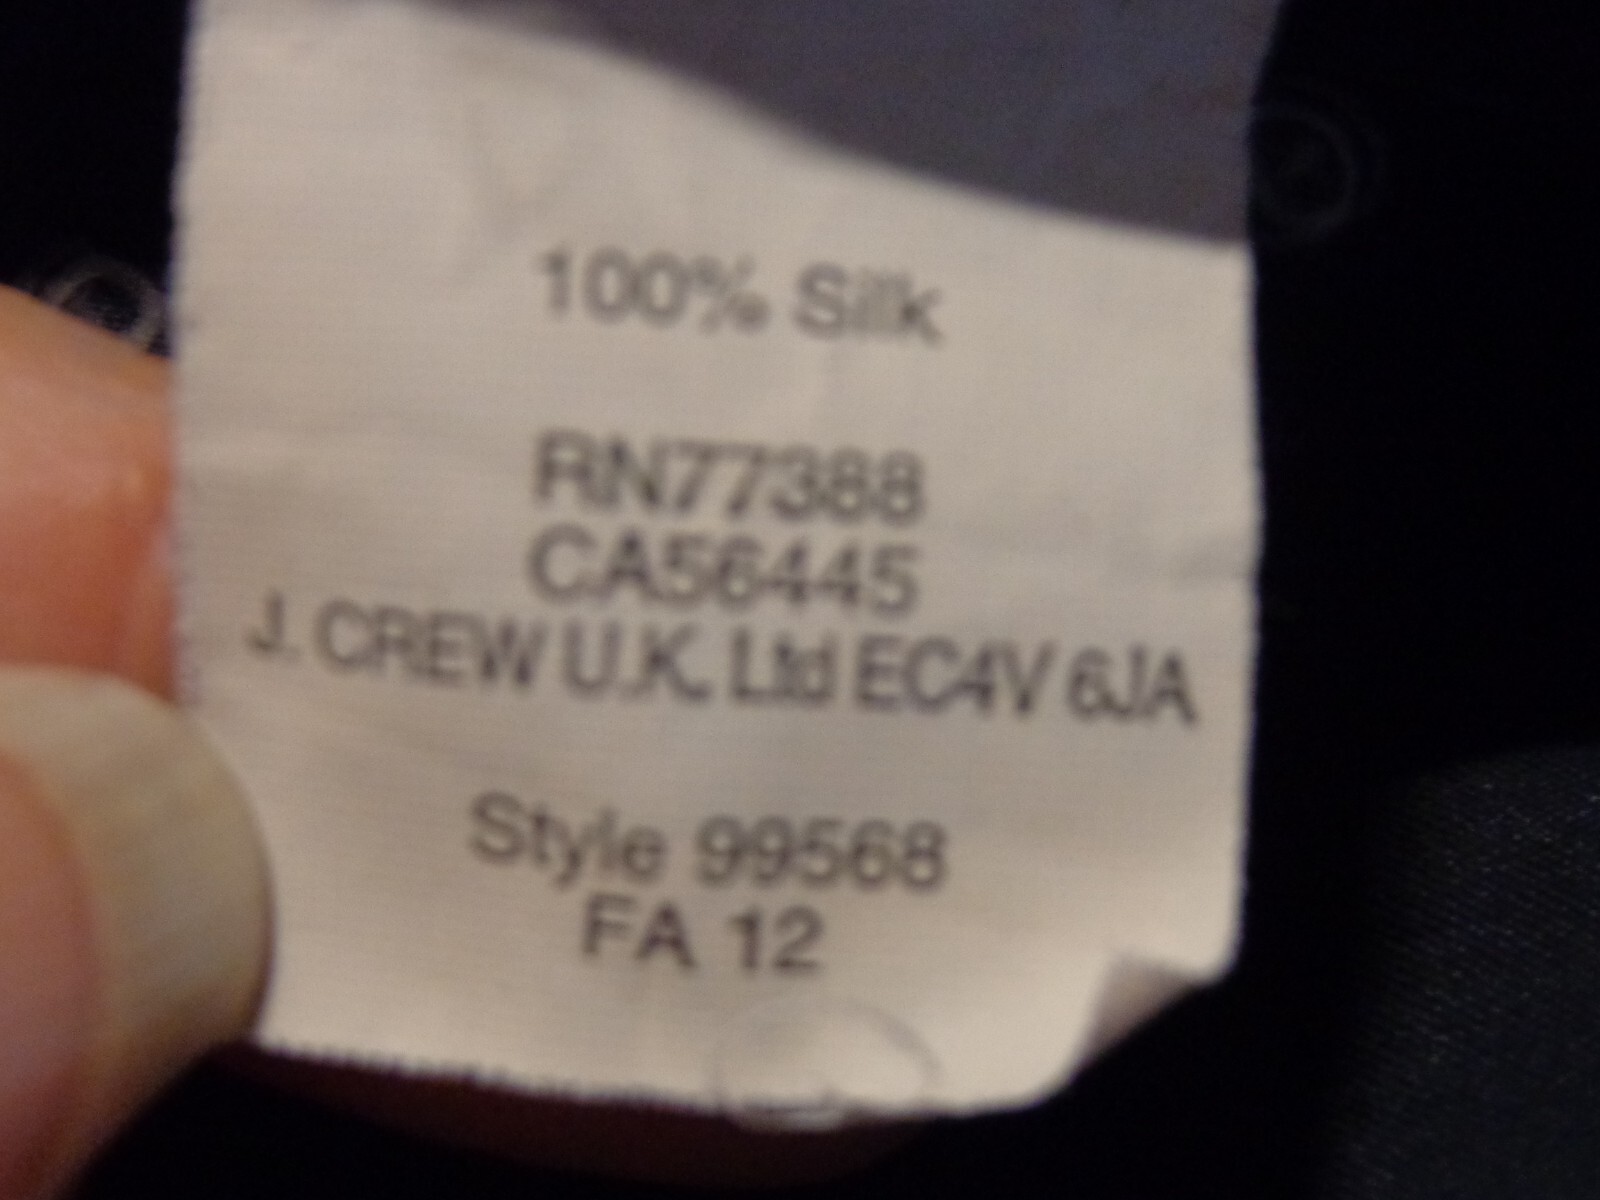 100% Silk
RN77388
CA56445
J. CREW U.K. Ltd EC4V 6JA
Style 99568
FA 12